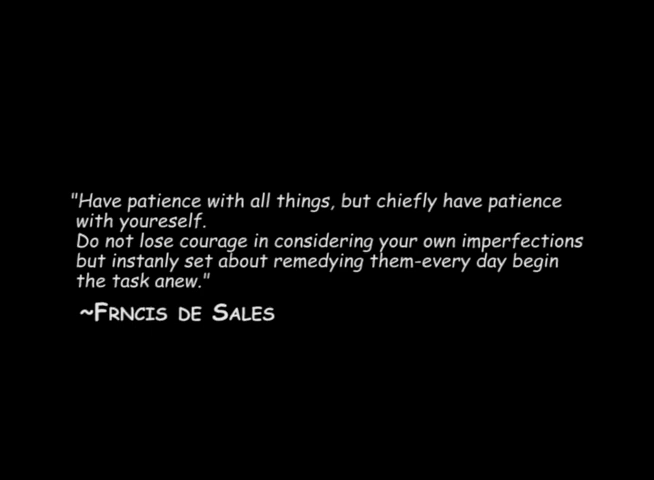 "Have patience with all things, but chiefly have patience
with youreself.
Do not lose courage in considering your own imperfections
but instanly set about remedying them-every day begin
the task anew."
~Frncis de Sales